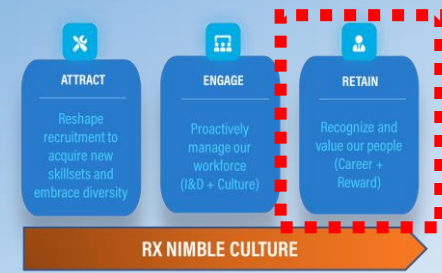 ATTRACT
Reshape
recruitment to
acquire new
skillsets and
embrace diversity
ENGAGE
Proactively
manage our
workforce
(I&D + Culture)
RETAIN
Recognize and
value our people
(Career +
Reward)
RX NIMBLE CULTURE